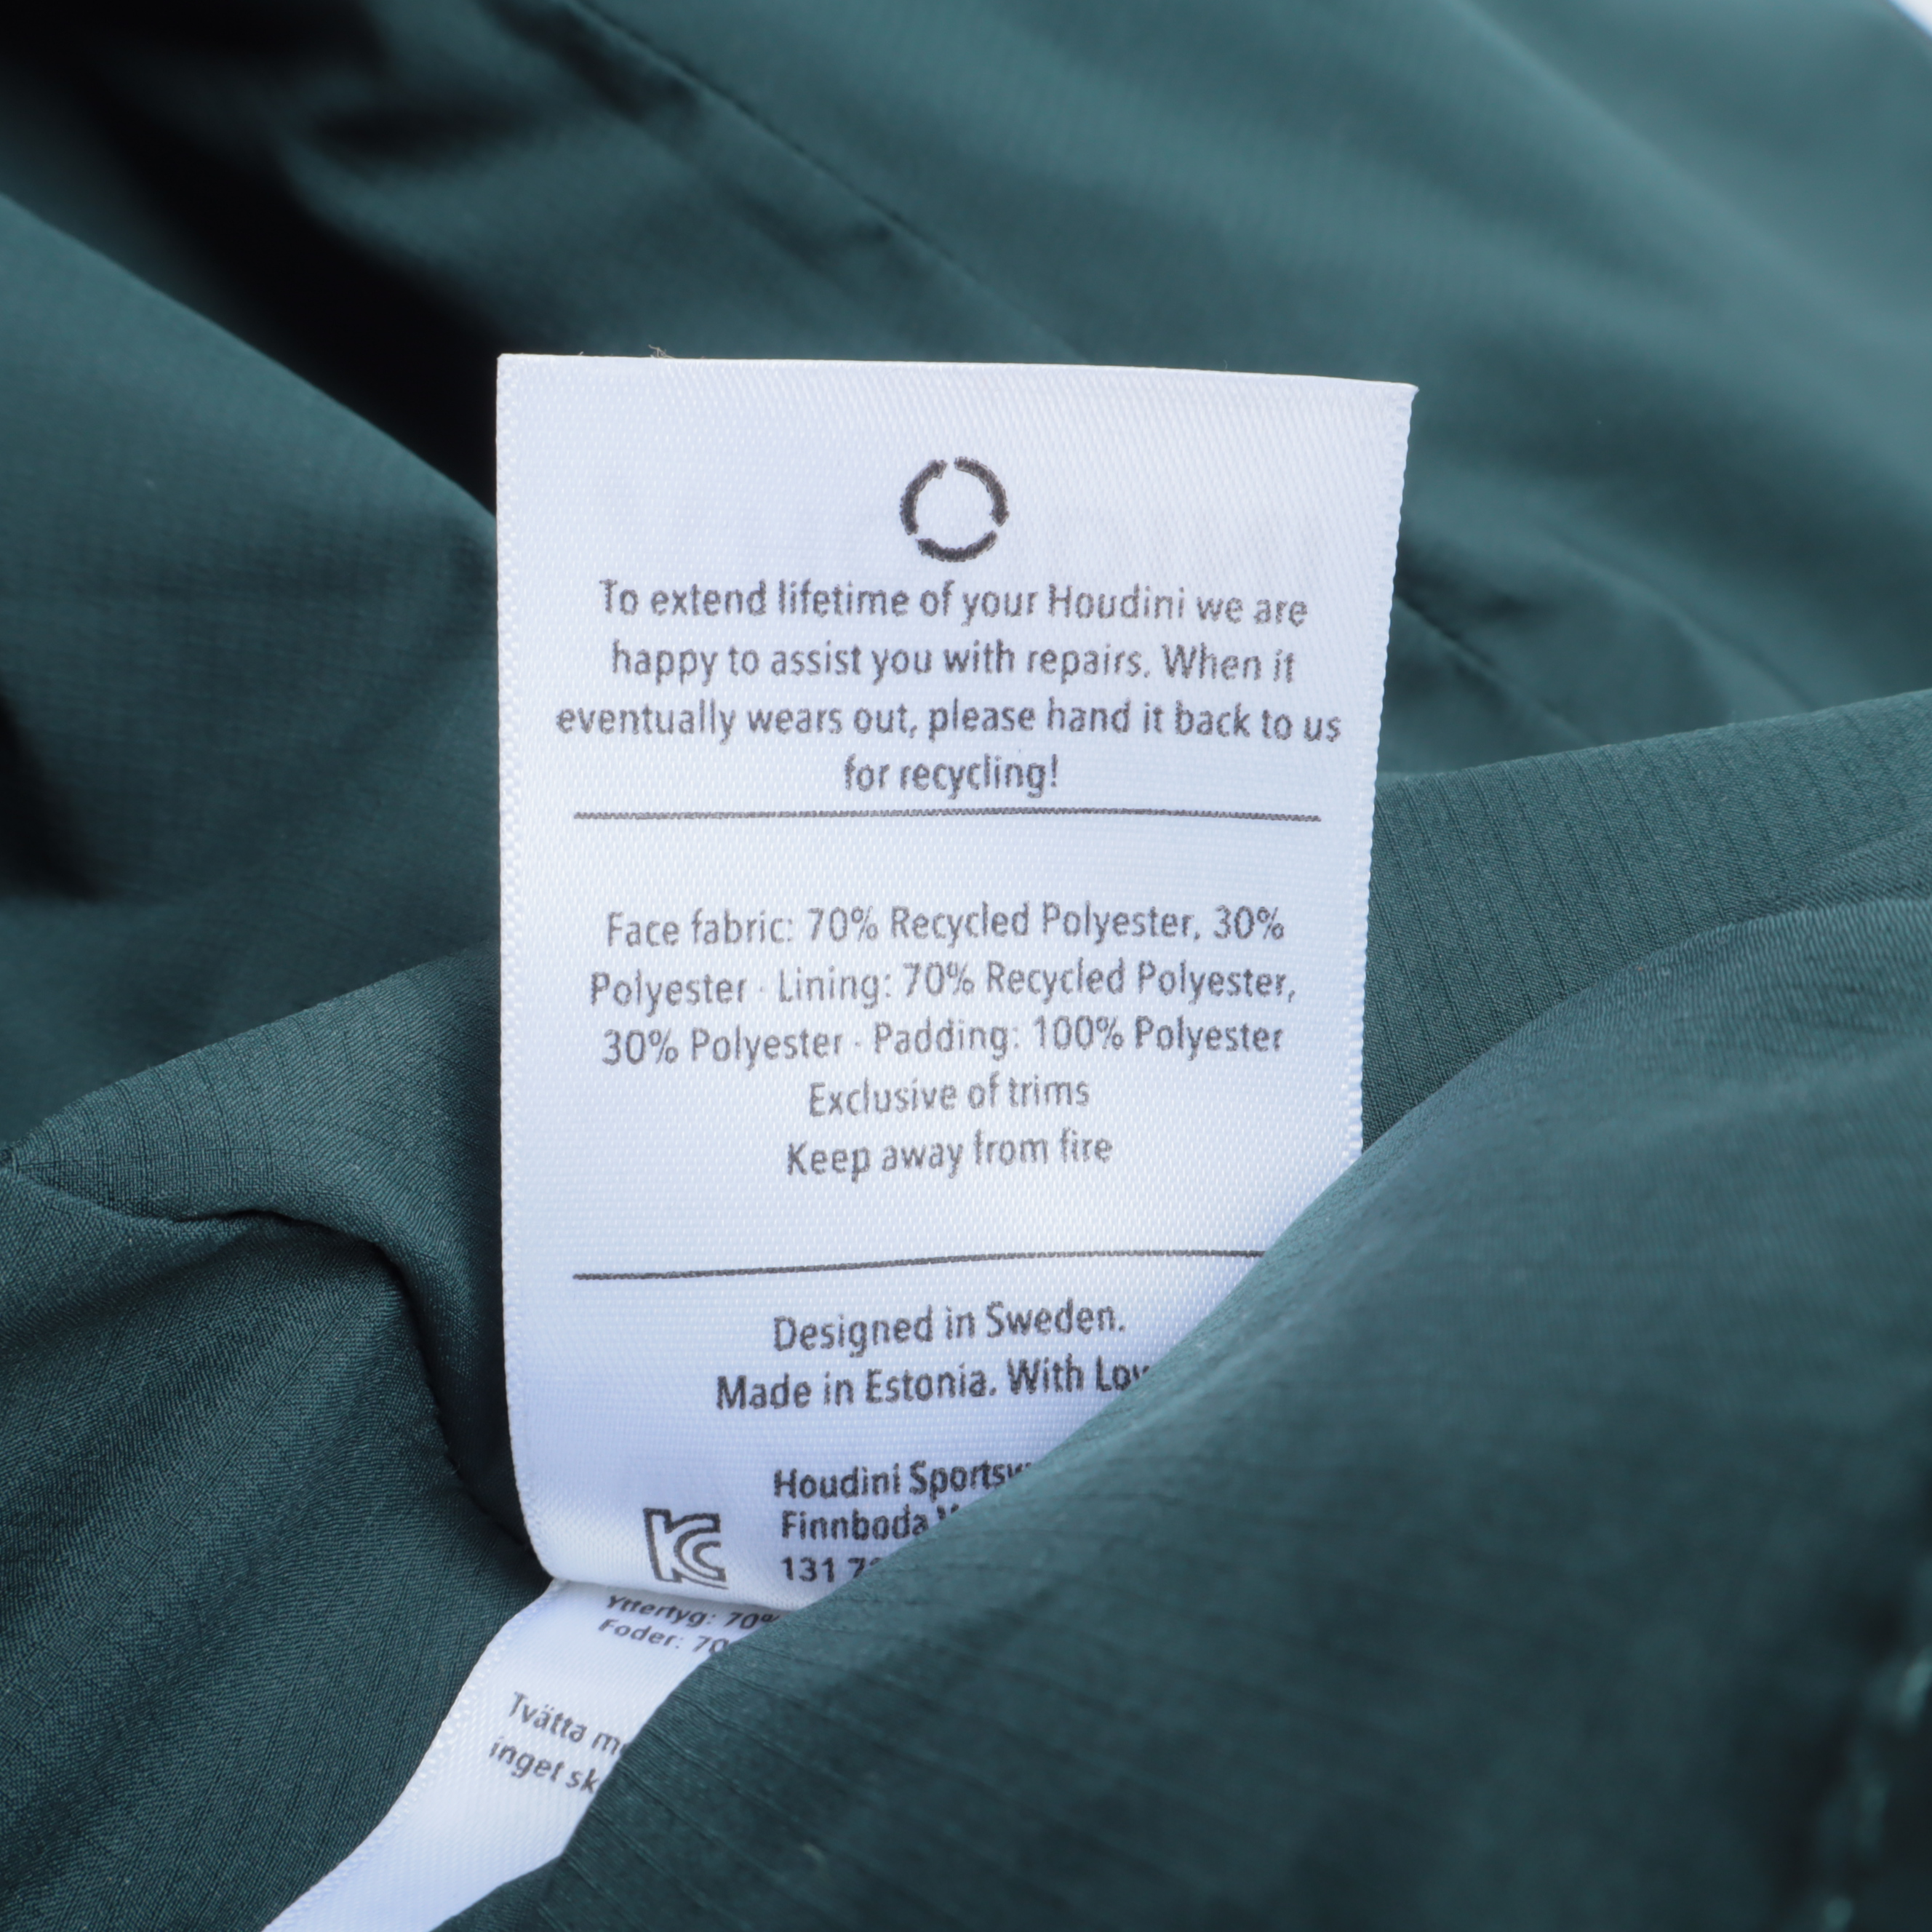 To extend lifetime of your Houdini we are
happy to assist you with repairs. When it
eventually wears out, please hand it back to us
for recycling!
Face fabric: 70% Recycled Polyester, 30%
Polyester · Lining: 70% Recycled Polyester,
30% Polyester · Padding: 100% Polyester
Exclusive of trims
Keep away from fire
Designed in Sweden.
Made in Estonia. With
Houdini
Finnboda
131
Yttertyg: 70%
Foder:
Tvätta
inget